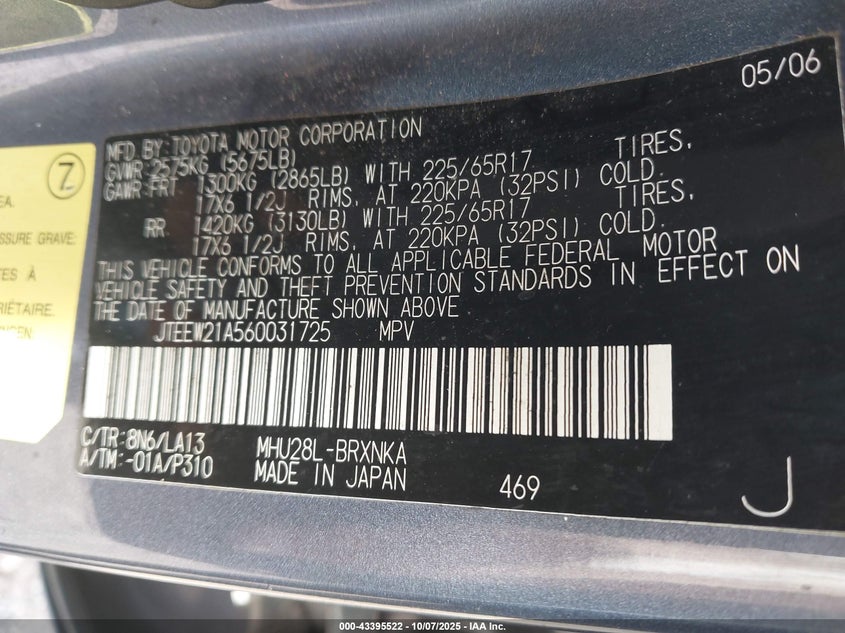 05/06
MFD BY: TOYOTA MOTOR CORPORATION
GVWR 2575KG (5675LB)
GAWR-FRT 1300KG (2865LB) WITH 225/65R17 TIRES,
17X6 1/2J RIMS, AT 220KPA (32PSI) COLD.
RR 1420KG (3130LB) WITH 225/65R17 TIRES,
17X6 1/2J RIMS, AT 220KPA (32PSI) COLD.
THIS VEHICLE CONFORMS TO ALL APPLICABLE FEDERAL MOTOR
VEHICLE SAFETY AND THEFT PREVENTION STANDARDS IN EFFECT ON
THE DATE OF MANUFACTURE SHOWN ABOVE
JTEEW21A560031725 MPV
C/TR: 8N6/LA13 MHU28L-BRXNKA
A/TM: -01A/P310 MADE IN JAPAN 469
J
Z
EA.
SSURE GRAVE:
TES À
RIÉTAIRE.
000-43395522 - 10/07/2025 - IAA Inc.